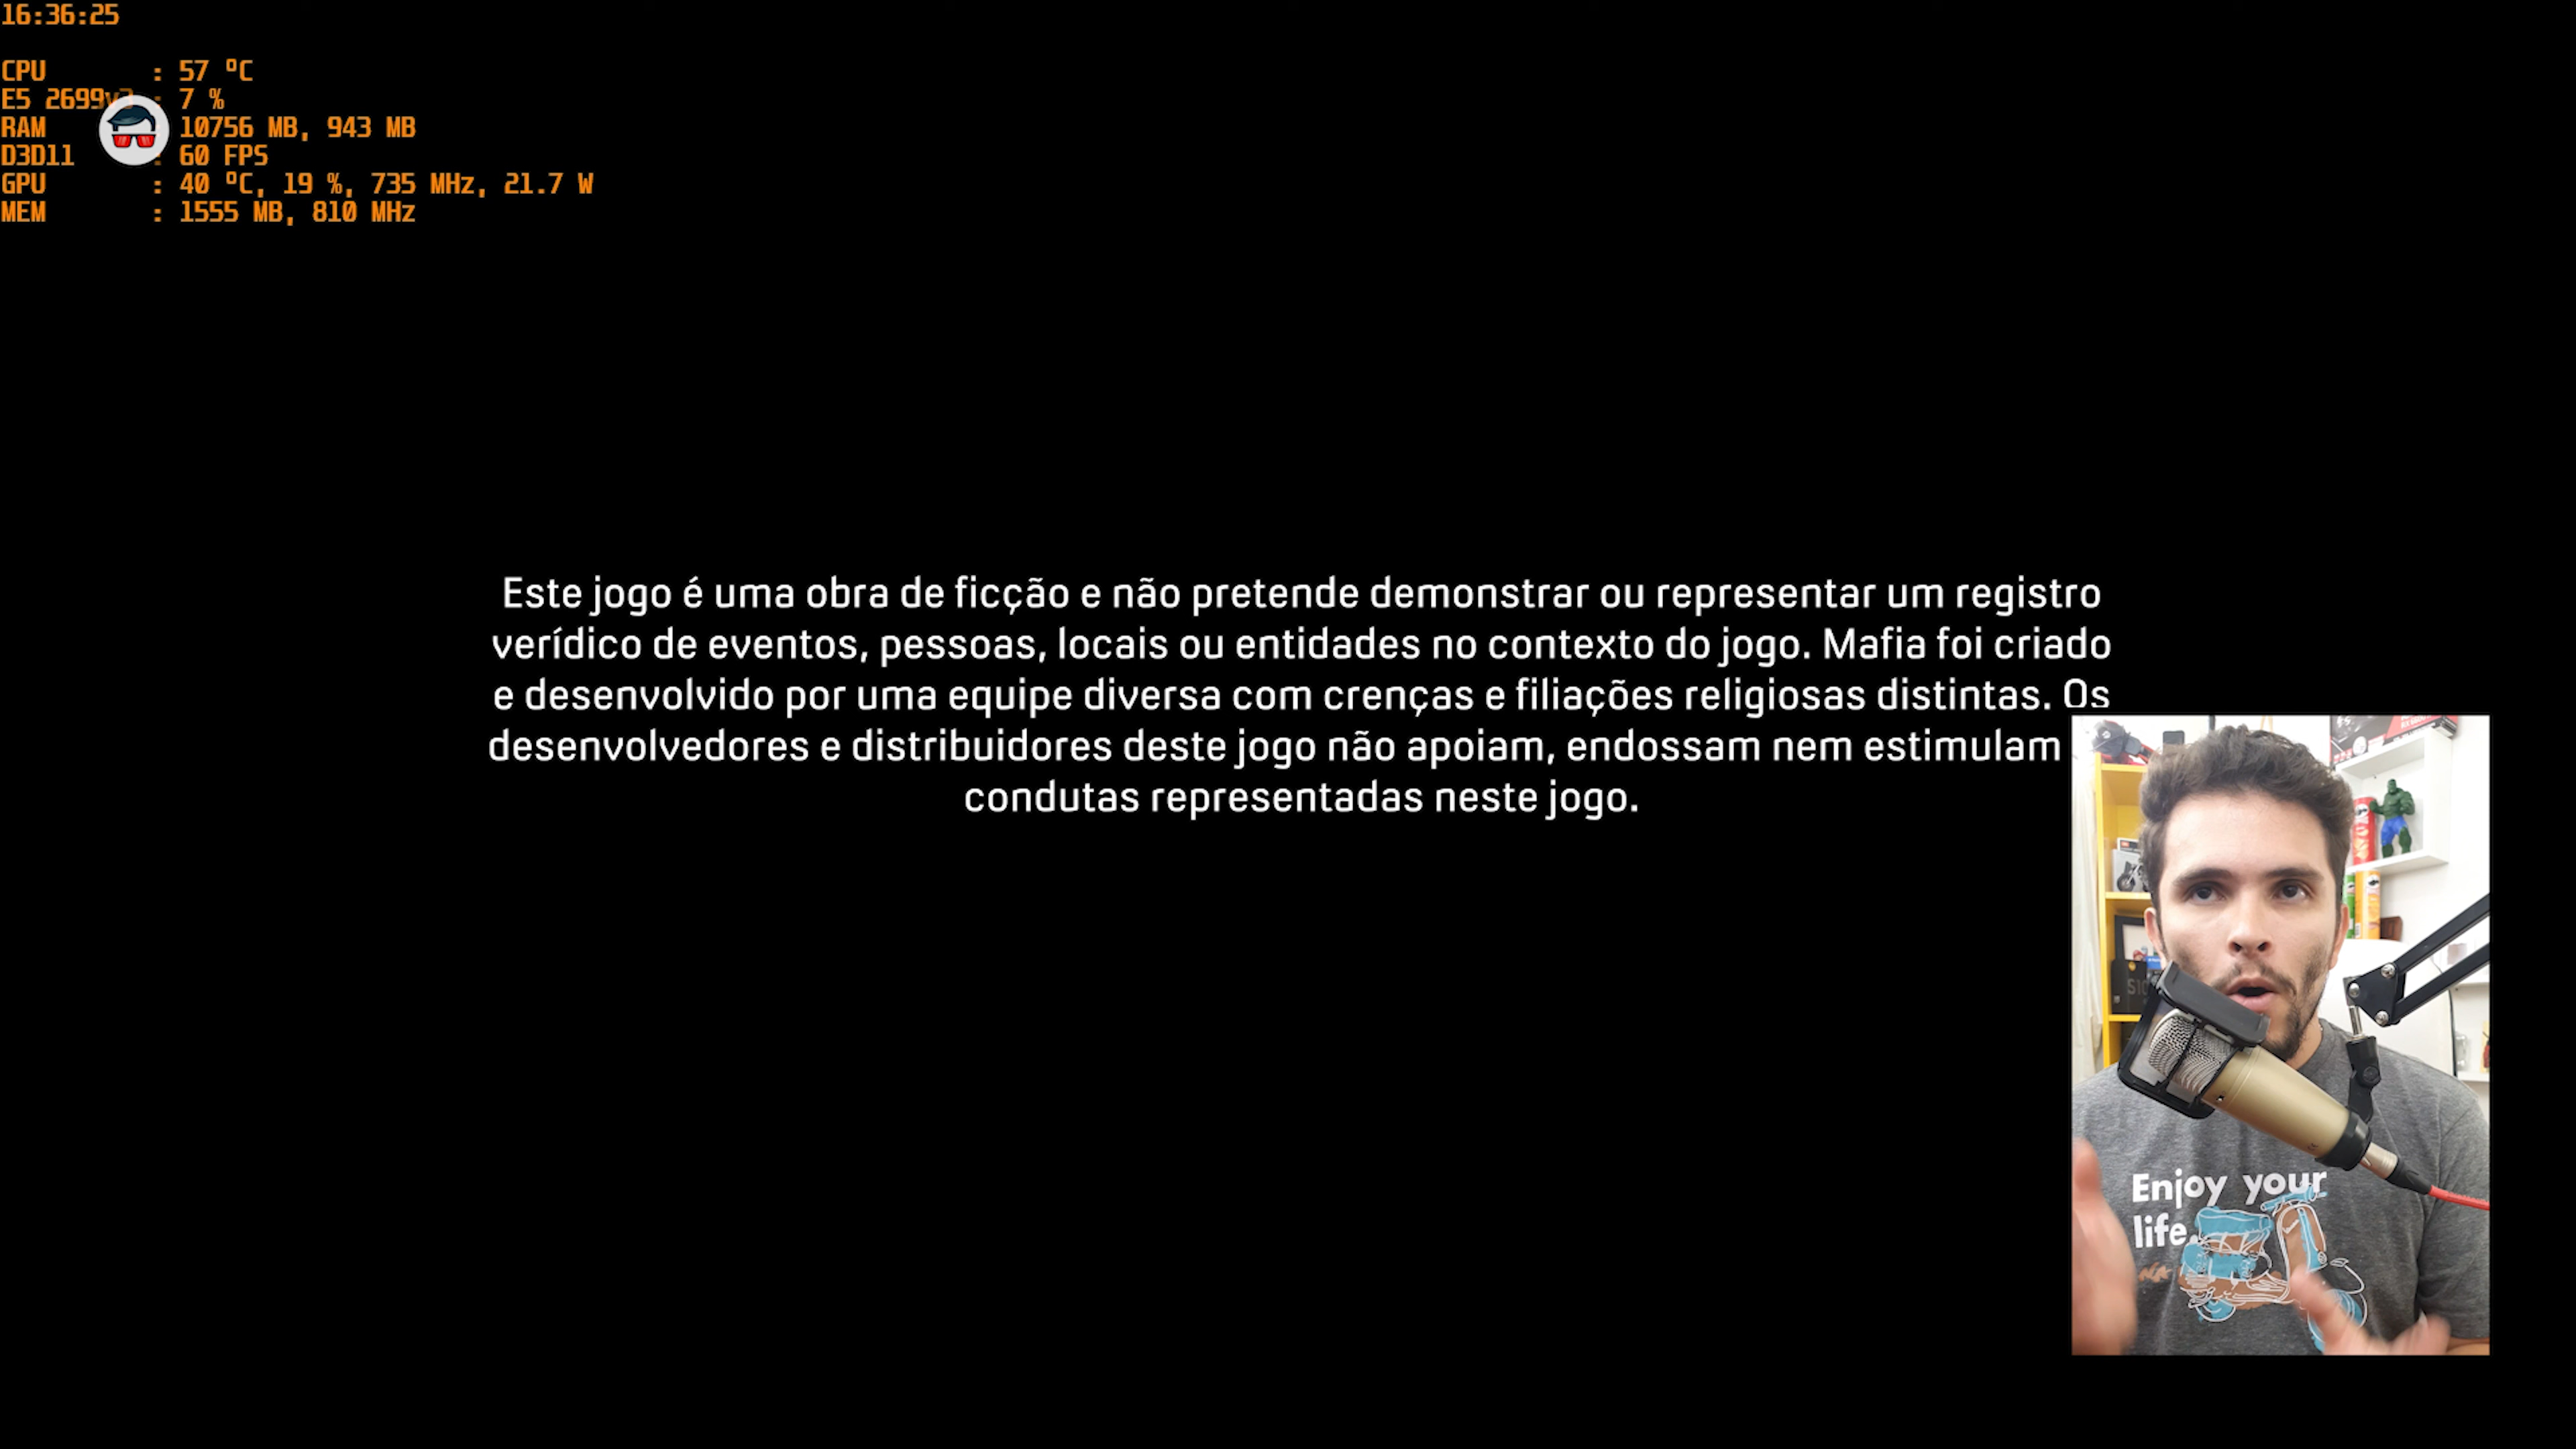 16:36:25
CPU : 57 ºC
E5 2699v3 : 7 %
RAM 10756 MB, 943 MB
D3D11 : 60 FPS
GPU : 40 ºC, 19 %, 735 MHz, 21.7 W
MEM : 1555 MB, 810 MHz
Este jogo é uma obra de ficção e não pretende demonstrar ou representar um registro
verídico de eventos, pessoas, locais ou entidades no contexto do jogo. Mafia foi criado
e desenvolvido por uma equipe diversa com crenças e filiações religiosas distintas. Os
desenvolvedores e distribuidores deste jogo não apoiam, endossam nem estimulam
condutas representadas neste jogo.
Enjoy your
life.